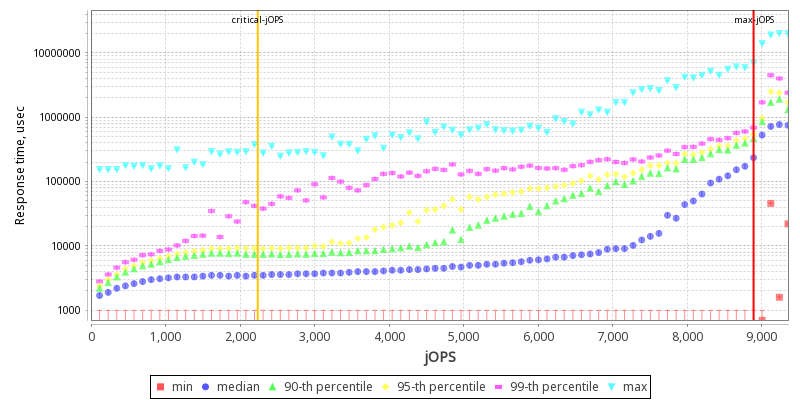 critical-jOPS max-jOPS
Response time, usec
10000000
1000000
100000
10000
1000
0 1,000 2,000 3,000 4,000 5,000 6,000 7,000 8,000 9,000
jOPS
min median 90-th percentile 95-th percentile 99-th percentile max